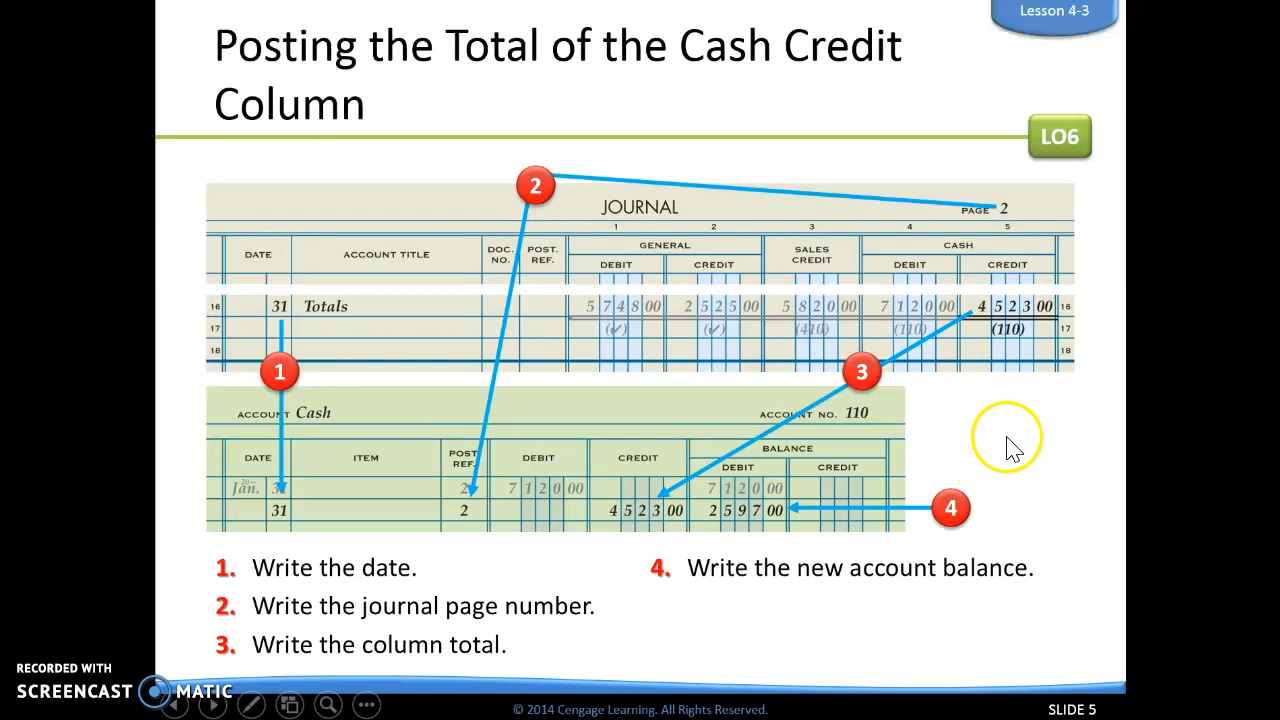 Lesson 4-3
Posting the Total of the Cash Credit
Column
LO6
2
JOURNAL
PAGE 2
1 2 3 4 5
DATE ACCOUNT TITLE DOC. NO. POST. REF. GENERAL SALES CREDIT CASH
DEBIT CREDIT DEBIT CREDIT
16 31 Totals 5 7 4 8 00 2 5 2 5 00 5 8 2 0 00 7 1 2 0 00 4 5 2 3 00 16
17 (✓) (✓) (410) (110) (110) 17
18 18
1
3
ACCOUNT Cash ACCOUNT NO. 110
DATE ITEM POST. REF. DEBIT CREDIT BALANCE
DEBIT CREDIT
20--
Jan. 2 7 1 2 0 00 7 1 2 0 00
31 2 4 5 2 3 00 2 5 9 7 00
4
1. Write the date.
2. Write the journal page number.
3. Write the column total.
4. Write the new account balance.
RECORDED WITH
SCREENCAST MATIC
© 2014 Cengage Learning. All Rights Reserved.
SLIDE 5